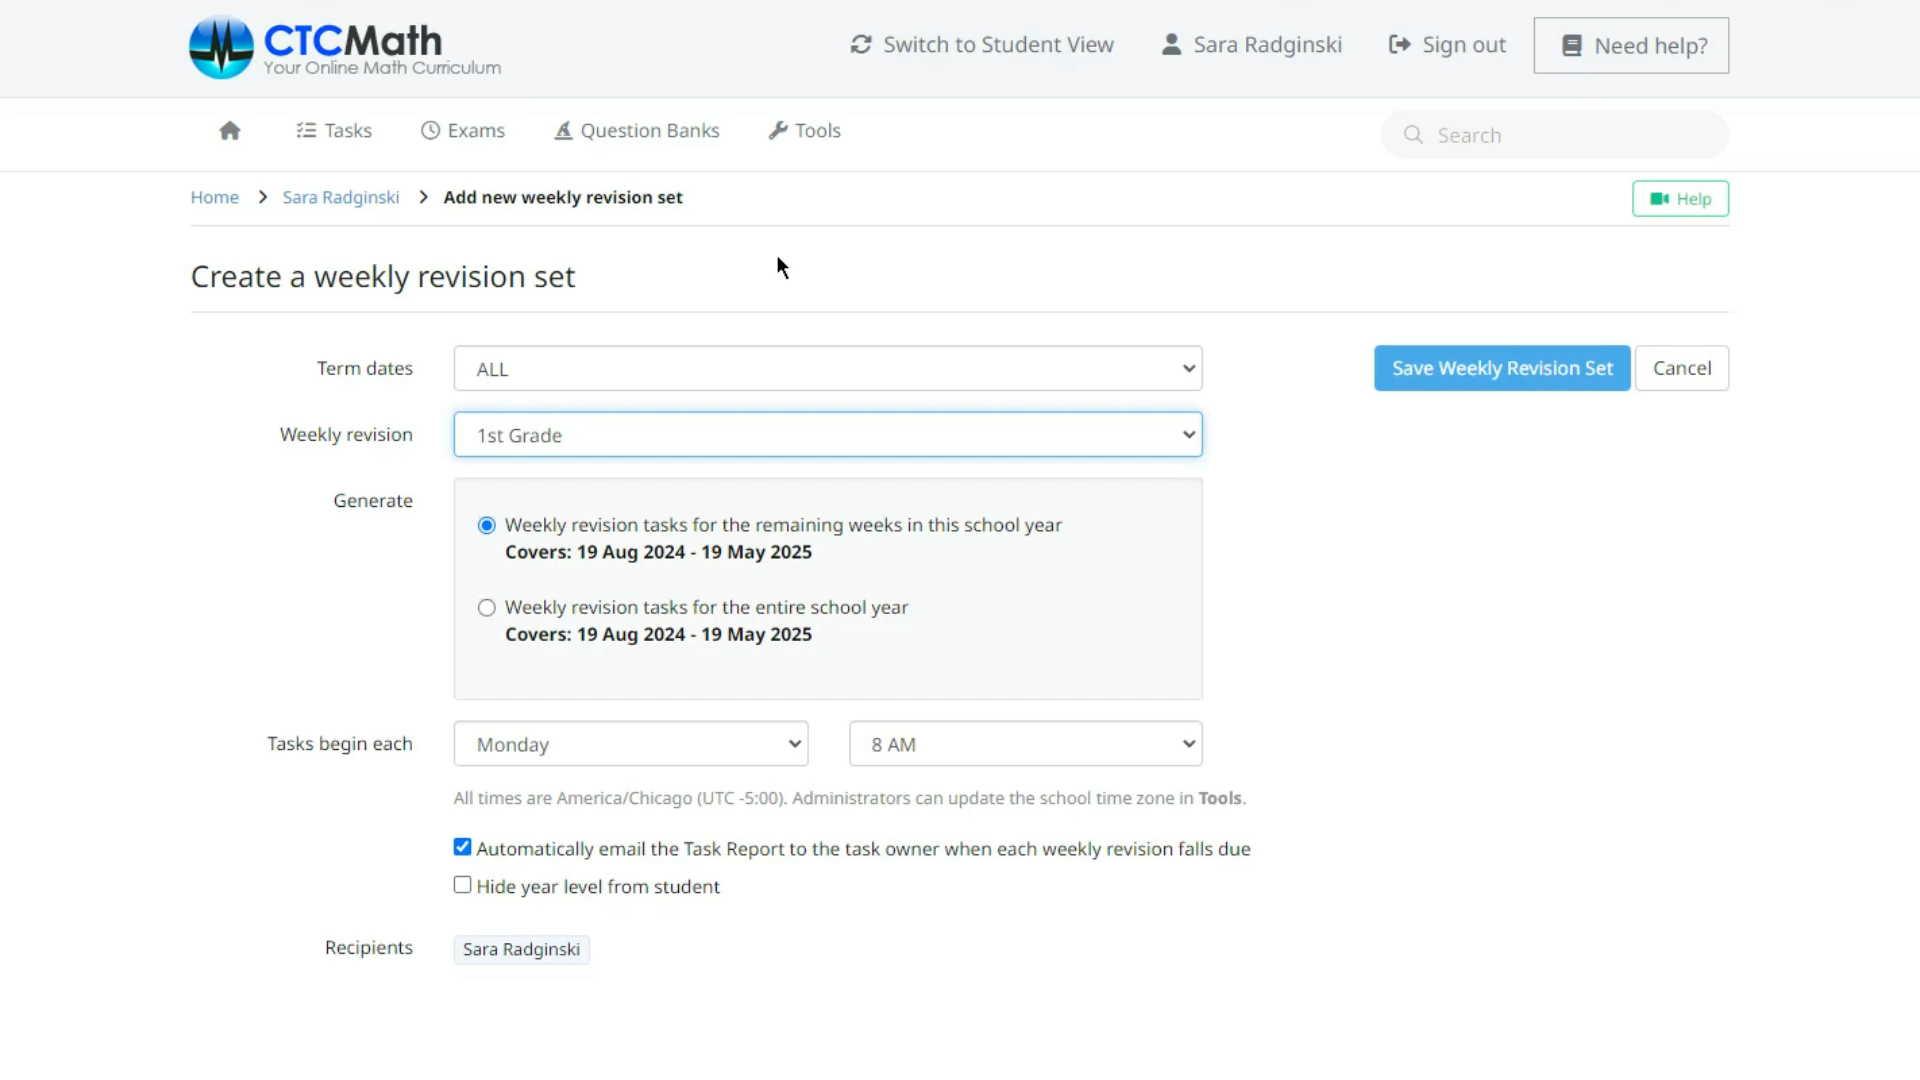 CTCMath
Your Online Math Curriculum
Switch to Student View
Sara Radginski
Sign out
Need help?
Tasks
Exams
Question Banks
Tools
Search
Home > Sara Radginski > Add new weekly revision set
Help
Create a weekly revision set
Term dates
ALL
Save Weekly Revision Set
Cancel
Weekly revision
1st Grade
Generate
Weekly revision tasks for the remaining weeks in this school year
Covers: 19 Aug 2024 - 19 May 2025
Weekly revision tasks for the entire school year
Covers: 19 Aug 2024 - 19 May 2025
Tasks begin each
Monday
8 AM
All times are America/Chicago (UTC -5:00). Administrators can update the school time zone in Tools.
Automatically email the Task Report to the task owner when each weekly revision falls due
Hide year level from student
Recipients
Sara Radginski